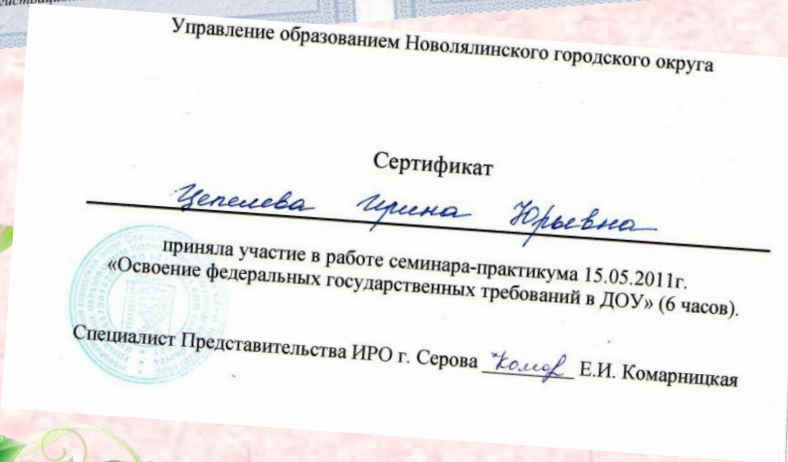 Управление образованием Новолялинского городского округа
Сертификат
Цепелева Ирина Юрьевна
приняла участие в работе семинара-практикума 15.05.2011г.
«Освоение федеральных государственных требований в ДОУ» (6 часов).
Специалист Представительства ИРО г. Серова Комар Е.И. Комарницкая